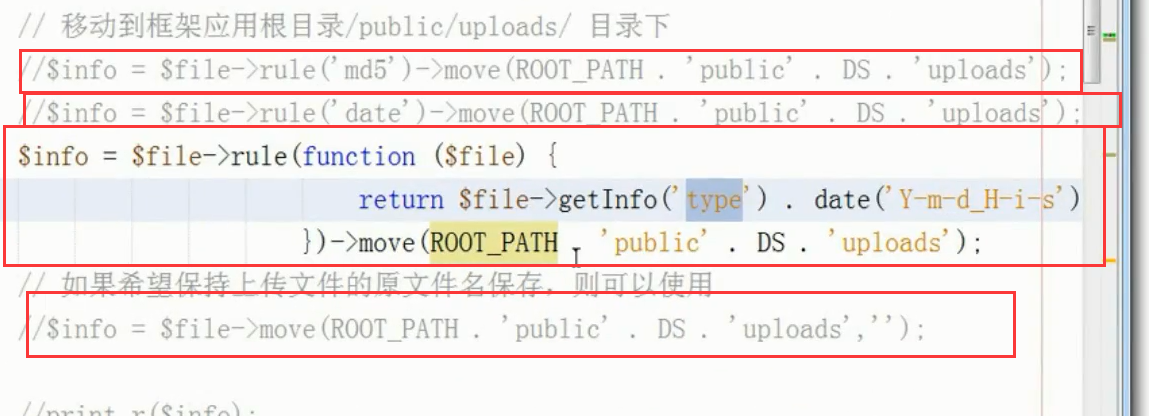 // 移动到框架应用根目录/public/uploads/ 目录下
//$info = $file->rule('md5')->move(ROOT_PATH . 'public' . DS . 'uploads');
//$info = $file->rule('date')->move(ROOT_PATH . 'public' . DS . 'uploads');
$info = $file->rule(function ($file) {
return $file->getInfo('type') . date('Y-m-d_H-i-s')
})->move(ROOT_PATH . 'public' . DS . 'uploads');
// 如果希望保持上传文件的原文件名保存，则可以使用
//$info = $file->move(ROOT_PATH . 'public' . DS . 'uploads','');
//print_r($info);